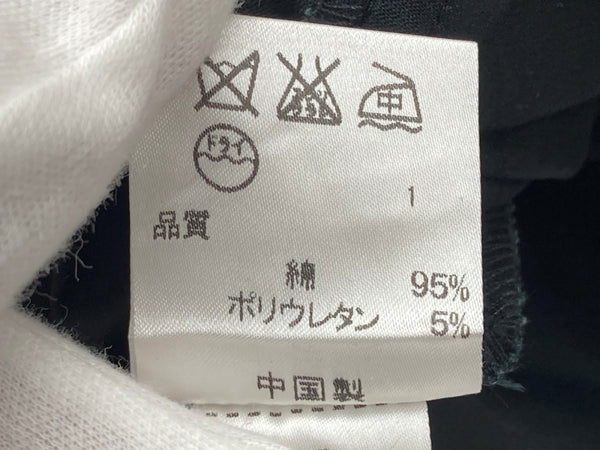 中
ドライ
1
品質
綿 95%
ポリウレタン 5%
中国製